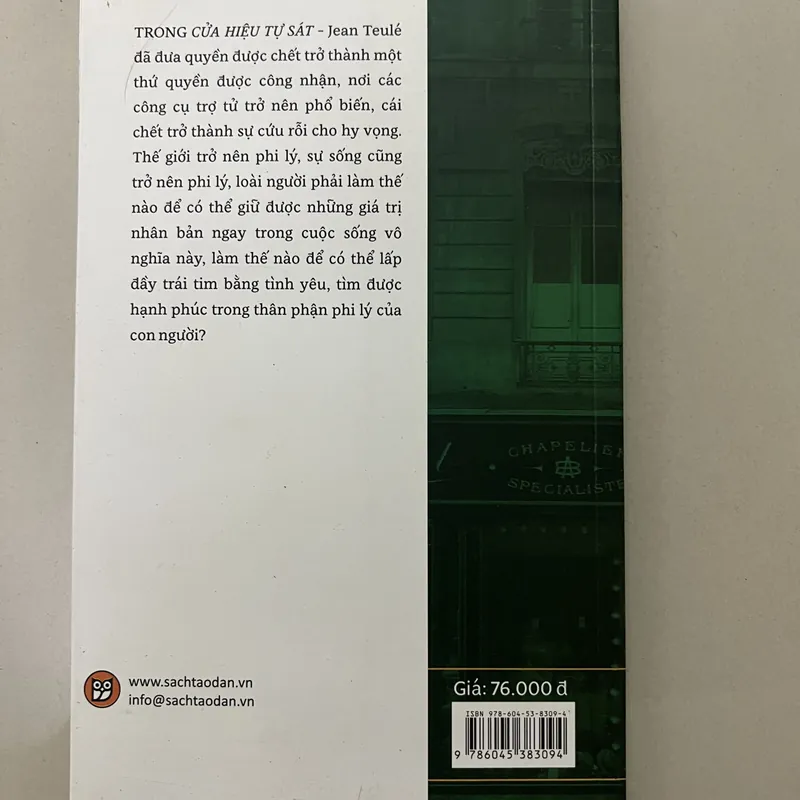 TRONG CỬA HIỆU TỰ SÁT – Jean Teulé
đã đưa quyền được chết trở thành một
thứ quyền được công nhận, nơi các
công cụ trợ tử trở nên phổ biến, cái
chết trở thành sự cứu rỗi cho hy vọng.
Thế giới trở nên phi lý, sự sống cũng
trở nên phi lý, loài người phải làm thế
nào để có thể giữ được những giá trị
nhân bản ngay trong cuộc sống vô
nghĩa này, làm thế nào để có thể lấp
đầy trái tim bằng tình yêu, tìm được
hạnh phúc trong thân phận phi lý của
con người?
CHAPELIER
SPECIALISTE
www.sachtaodan.vn
info@sachtaodan.vn
Giá: 76.000 đ
ISBN 978-604-53-8309-4
9 786045 383094